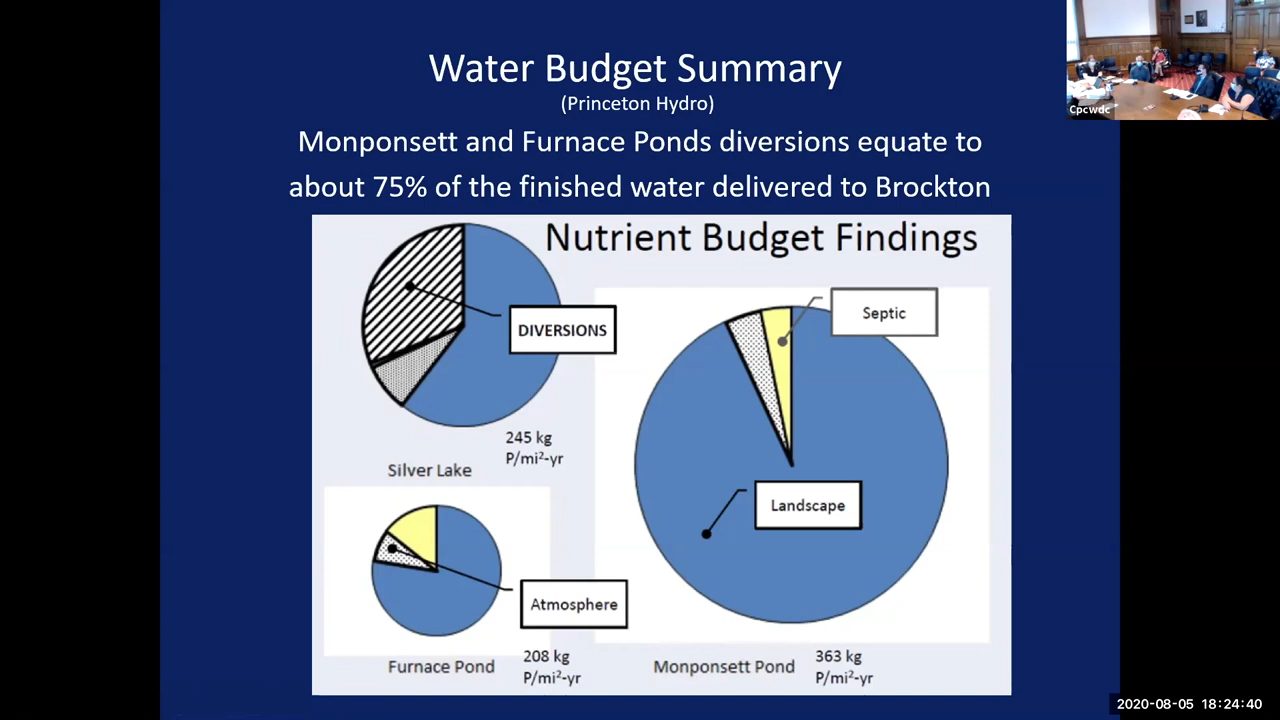 Water Budget Summary
(Princeton Hydro)
Monponsett and Furnace Ponds diversions equate to
about 75% of the finished water delivered to Brockton
Nutrient Budget Findings
DIVERSIONS
Septic
245 kg
P/mi²-yr
Silver Lake
Landscape
Atmosphere
Furnace Pond
208 kg
P/mi²-yr
Monponsett Pond
363 kg
P/mi²-yr
Cpcwdc
2020-08-05 18:24:40